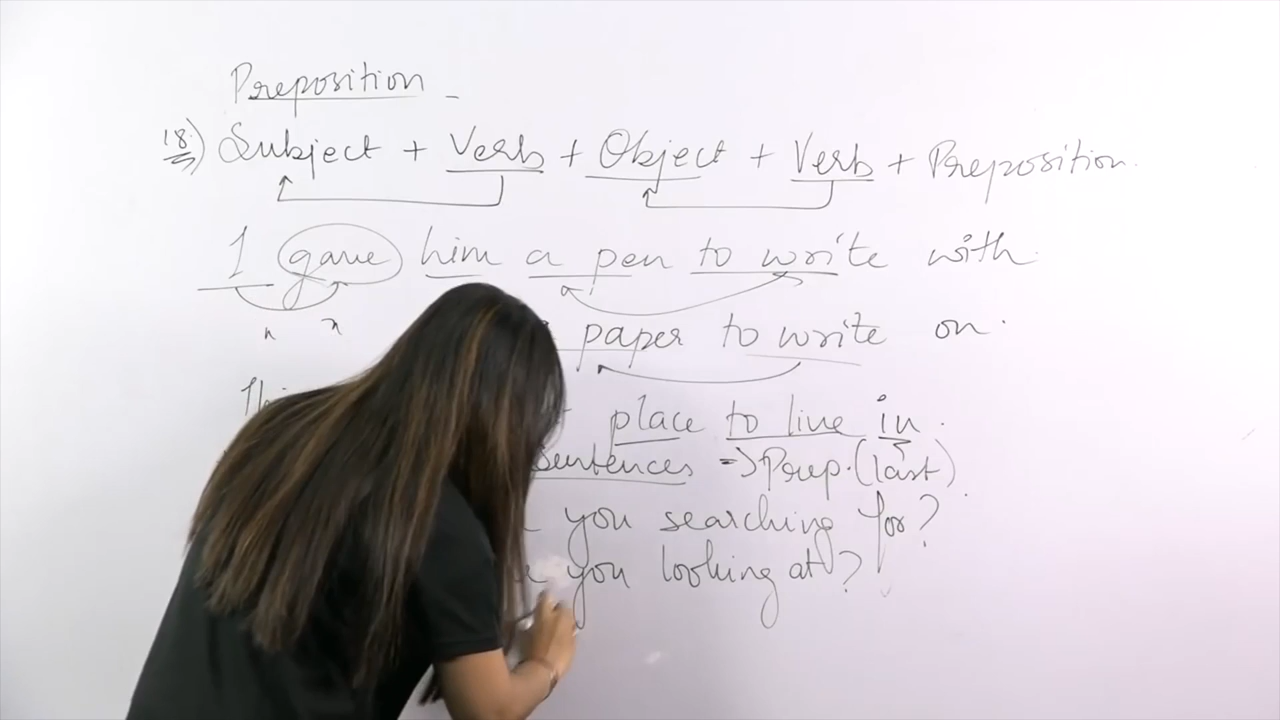 Preposition -
18) Subject + Verb + Object + Verb + Preposition.
I gave him a pen to write with.
x x
paper to write on.
place to live in.
Sentences => Prep. (last).
you searching for?
you looking at?